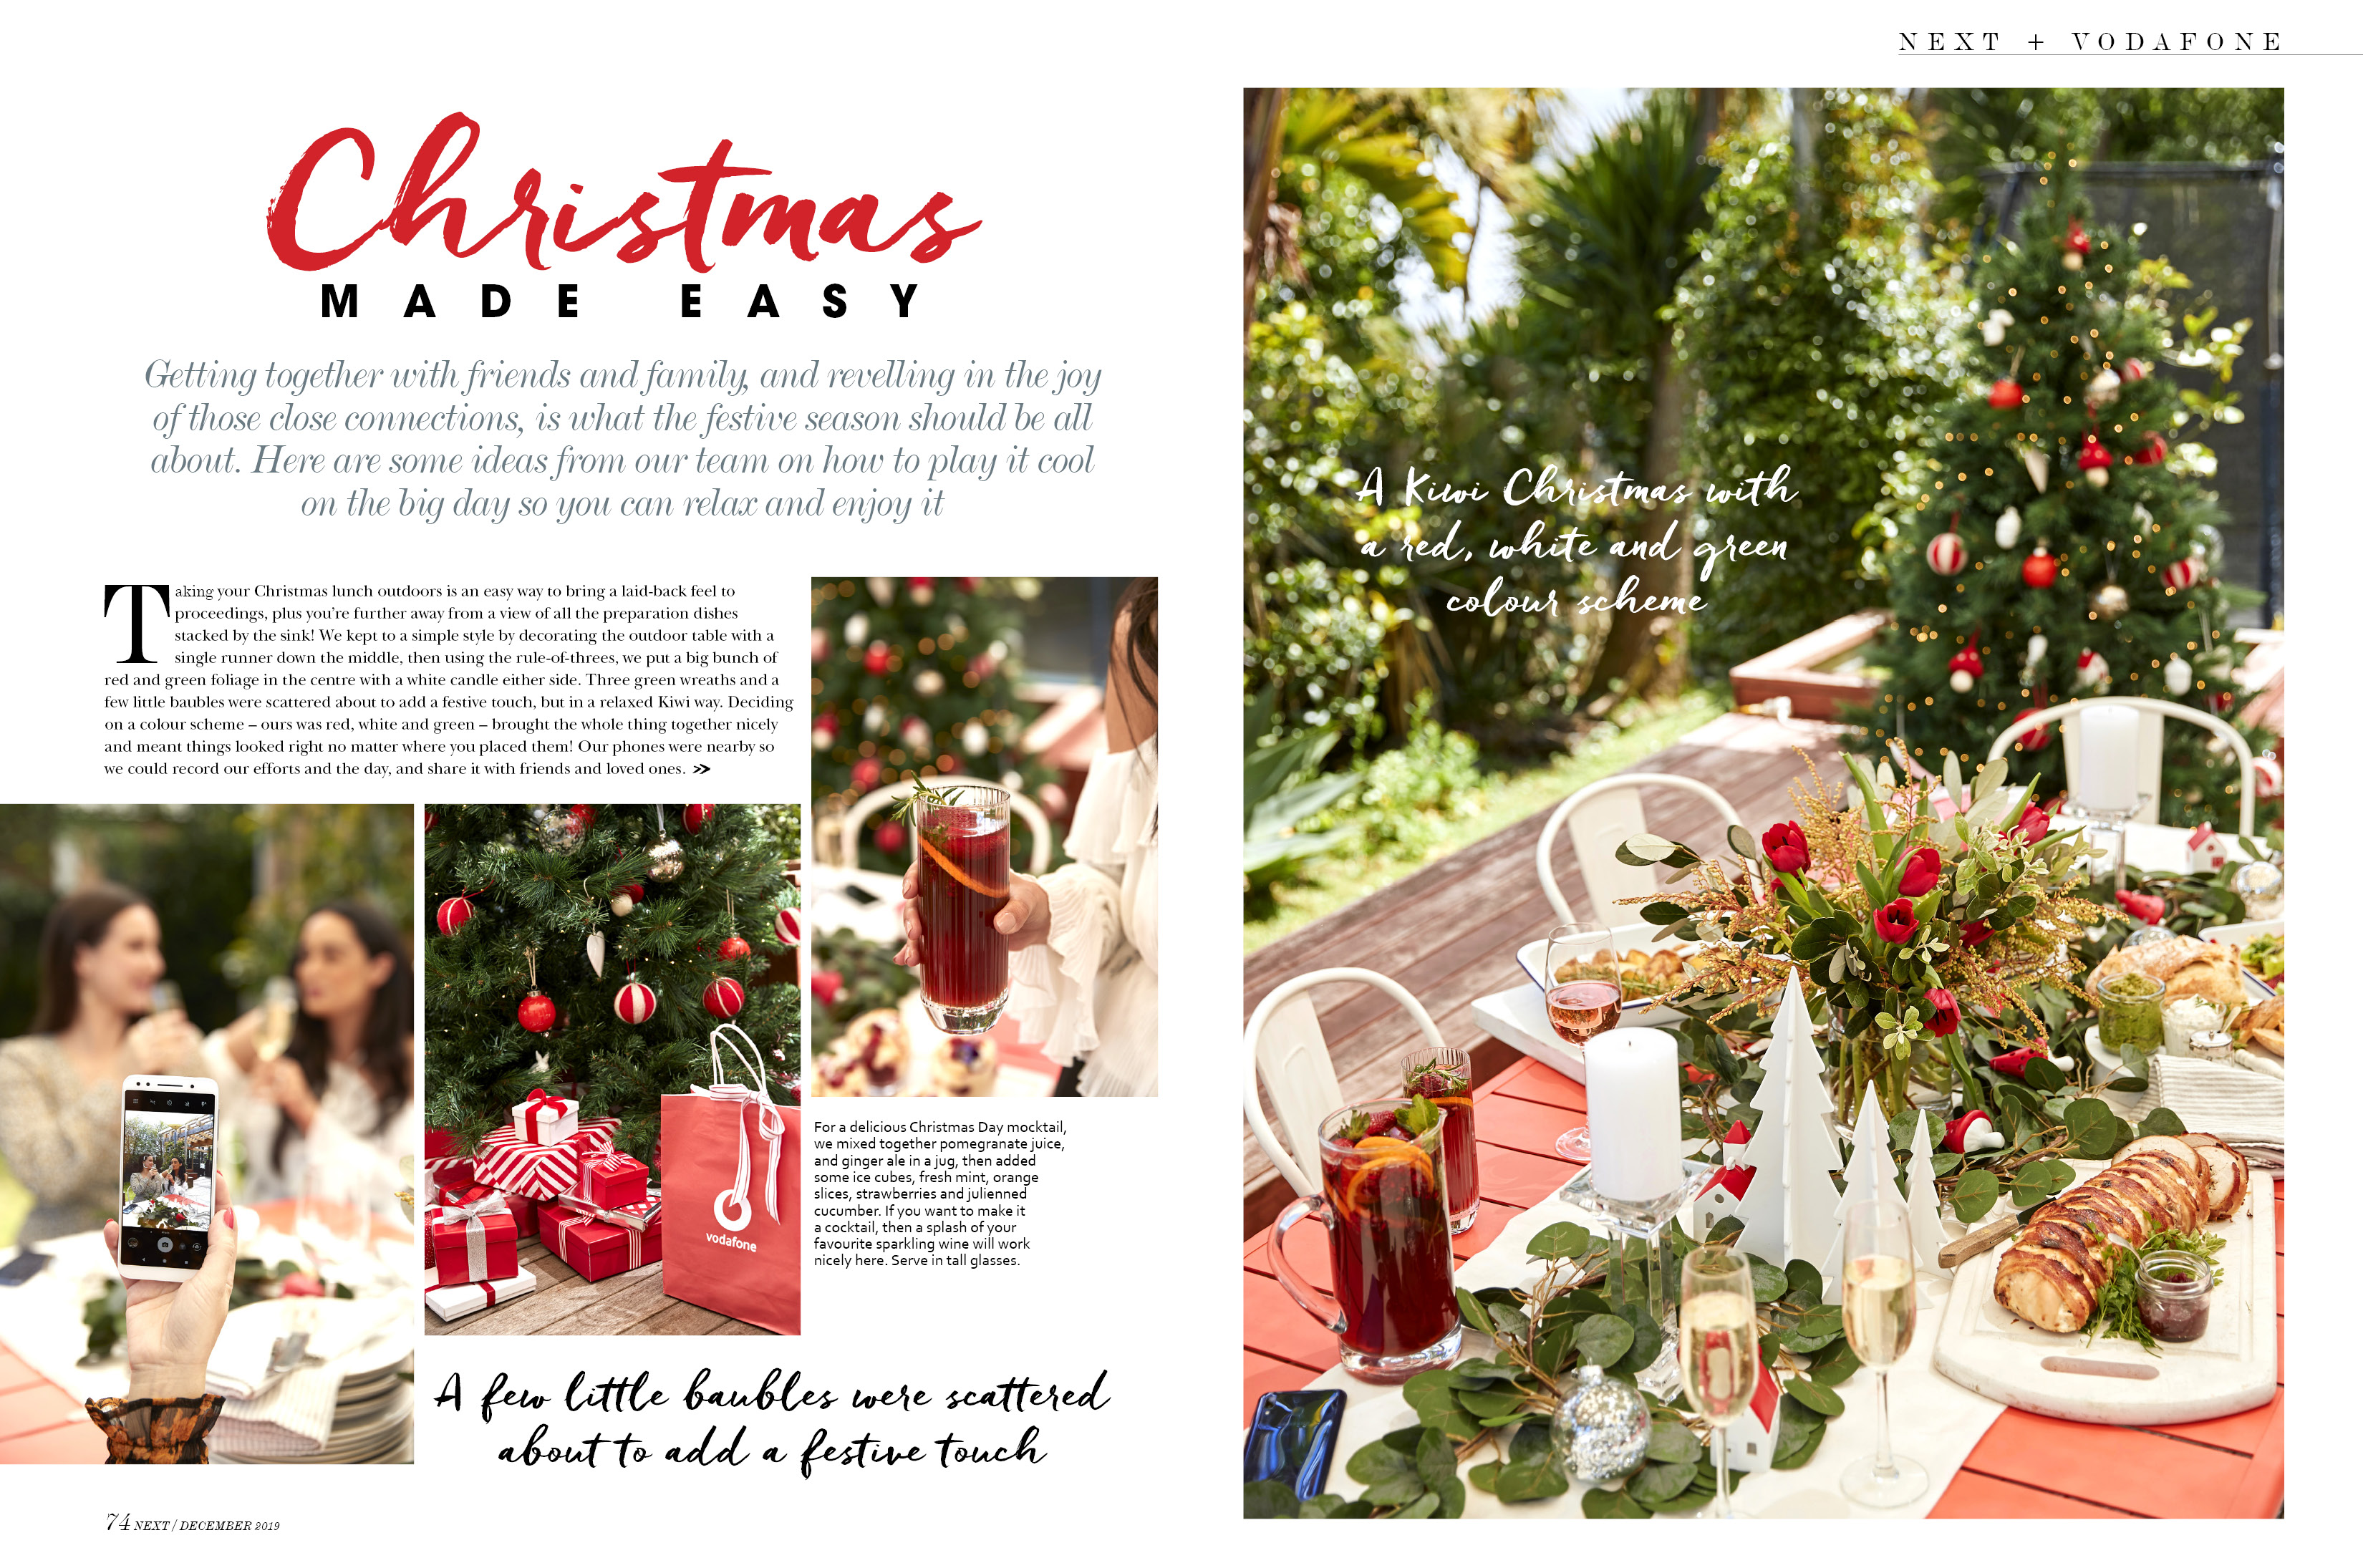 NEXT + VODAFONE
Christmas
MADE EASY
Getting together with friends and family, and revelling in the joy
of those close connections, is what the festive season should be all
about. Here are some ideas from our team on how to play it cool
on the big day so you can relax and enjoy it
Taking your Christmas lunch outdoors is an easy way to bring a laid-back feel to
proceedings, plus you’re further away from a view of all the preparation dishes
stacked by the sink! We kept to a simple style by decorating the outdoor table with a
single runner down the middle, then using the rule-of-threes, we put a big bunch of
red and green foliage in the centre with a white candle either side. Three green wreaths and a
few little baubles were scattered about to add a festive touch, but in a relaxed Kiwi way. Deciding
on a colour scheme – ours was red, white and green – brought the whole thing together nicely
and meant things looked right no matter where you placed them! Our phones were nearby so
we could record our efforts and the day, and share it with friends and loved ones. >>
vodafone
For a delicious Christmas Day mocktail,
we mixed together pomegranate juice,
and ginger ale in a jug, then added
some ice cubes, fresh mint, orange
slices, strawberries and julienned
cucumber. If you want to make it
a cocktail, then a splash of your
favourite sparkling wine will work
nicely here. Serve in tall glasses.
A few little baubles were scattered
about to add a festive touch
74 NEXT / DECEMBER 2019
A Kiwi Christmas with
a red, white and green
colour scheme